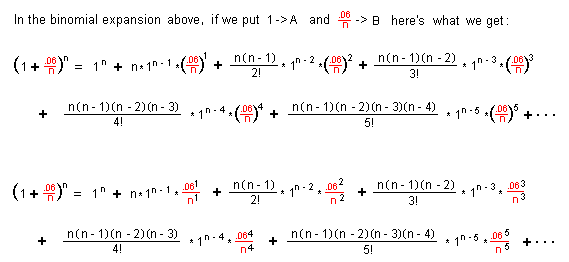 In the binomial expansion above, if we put 1->A and .06/n -> B here's what we get:
(1 + .06/n)^n = 1^n + n*1^(n-1)*(.06/n)^1 + n(n-1)/2! * 1^(n-2)*(.06/n)^2 + n(n-1)(n-2)/3! * 1^(n-3)*(.06/n)^3
+ n(n-1)(n-2)(n-3)/4! *1^(n-4)*(.06/n)^4 + n(n-1)(n-2)(n-3)(n-4)/5! *1^(n-5)*(.06/n)^5 +···
(1 + .06/n)^n = 1^n + n*1^(n-1)*.06^1/n^1 + n(n-1)/2! *1^(n-2)*.06^2/n^2 + n(n-1)(n-2)/3! *1^(n-3)*.06^3/n^3
+ n(n-1)(n-2)(n-3)/4! *1^(n-4)*.06^4/n^4 + n(n-1)(n-2)(n-3)(n-4)/5! *1^(n-5)*.06^5/n^5 +···